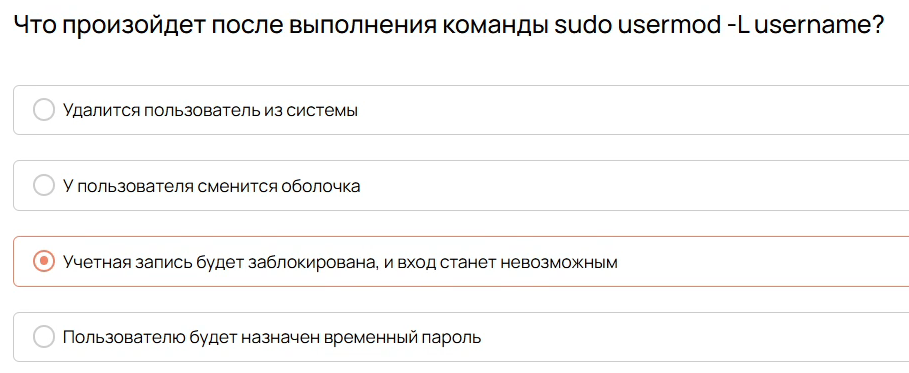 Что произойдет после выполнения команды sudo usermod -L username?
Удалится пользователь из системы
У пользователя сменится оболочка
Учетная запись будет заблокирована, и вход станет невозможным
Пользователю будет назначен временный пароль